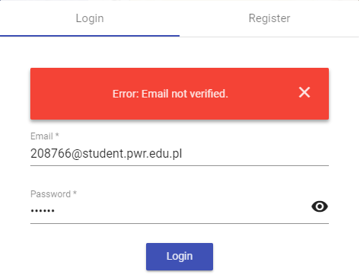 Login
Register
Error: Email not verified.
Email *
208766@student.pwr.edu.pl
Password *
••••••
Login